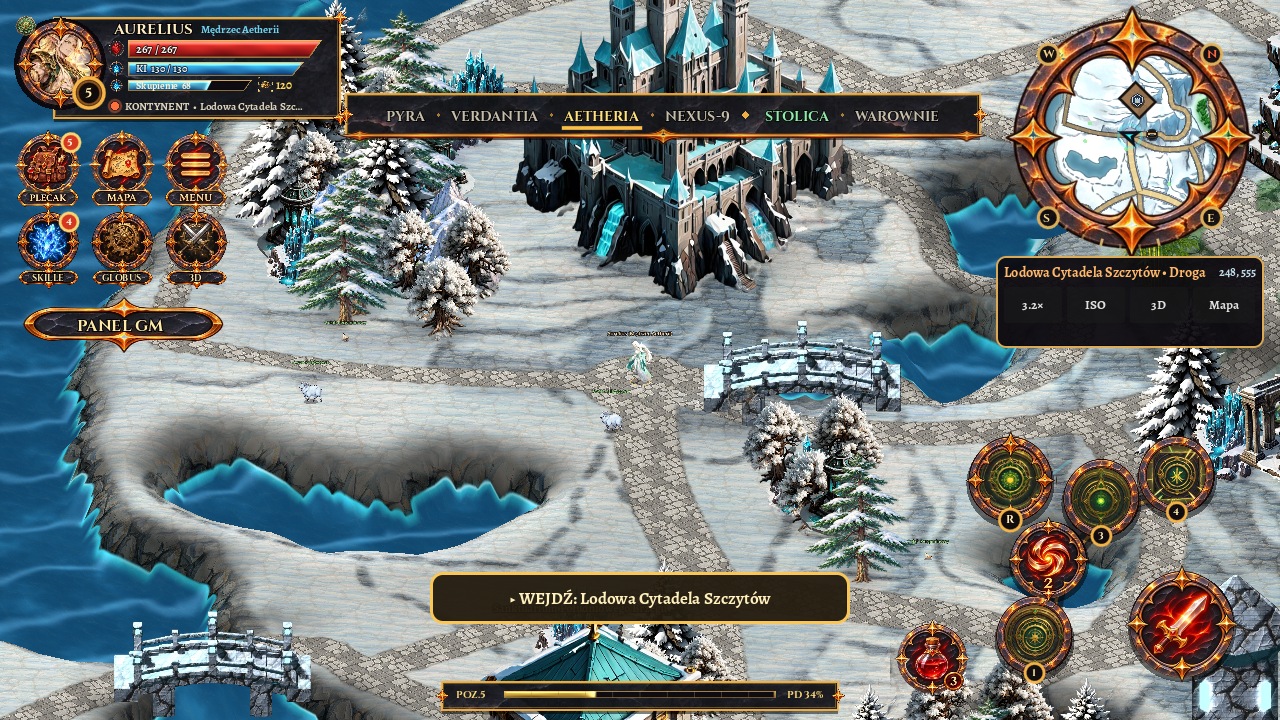 AURELIUS Mędrzec Aetherii
267 / 267
KI 130/130
Skupienie 68
120
5
KONTYNENT • Lodowa Cytadela Szc...
PYRA • VERDANTIA • AETHERIA • NEXUS-9 ◆ STOLICA • WAROWNIE
W
N
S
E
5
PLECAK
MAPA
MENU
4
SKILLE
GLOBUS
3D
PANEL GM
Lodowa Cytadela Szczytów • Droga 248, 555
3.2×
ISO
3D
Mapa
R
3
4
2
1
3
▸ WEJDŹ: Lodowa Cytadela Szczytów
POZ.5
PD 34%